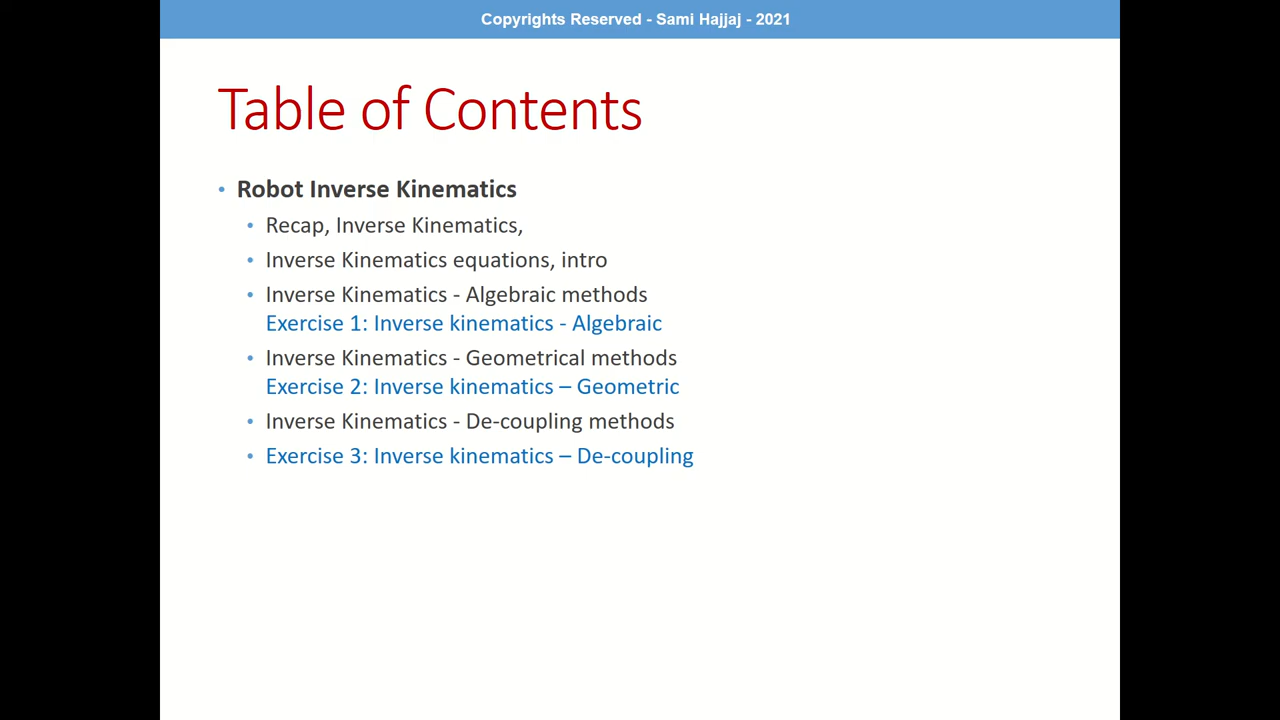 Copyrights Reserved - Sami Hajjaj - 2021
Table of Contents
• Robot Inverse Kinematics
• Recap, Inverse Kinematics,
• Inverse Kinematics equations, intro
• Inverse Kinematics - Algebraic methods
Exercise 1: Inverse kinematics - Algebraic
• Inverse Kinematics - Geometrical methods
Exercise 2: Inverse kinematics – Geometric
• Inverse Kinematics - De-coupling methods
• Exercise 3: Inverse kinematics – De-coupling